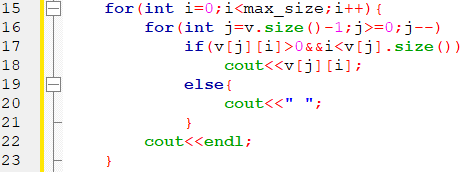 15 for(int i=0;i<max_size;i++){
16 for(int j=v.size()-1;j>=0;j--)
17 if(v[j][i]>0&&i<v[j].size())
18 cout<<v[j][i];
19 else{
20 cout<<" ";
21 }
22 cout<<endl;
23 }